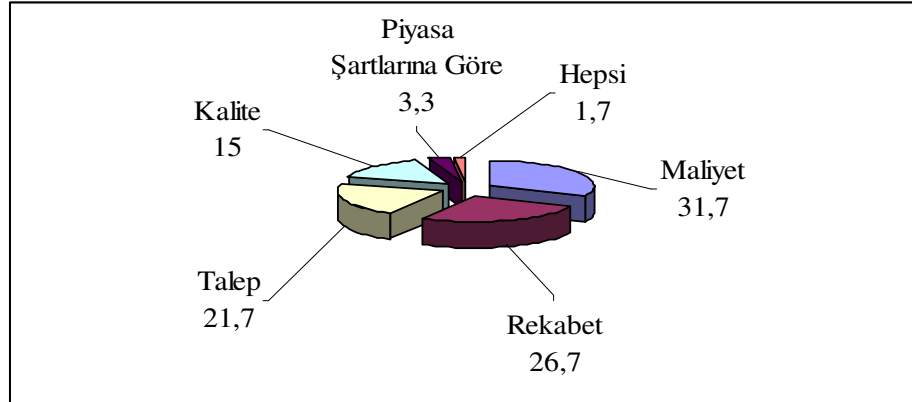 Piyasa
Şartlarına Göre
3,3
Hepsi
1,7
Kalite
15
Maliyet
31,7
Talep
21,7
Rekabet
26,7